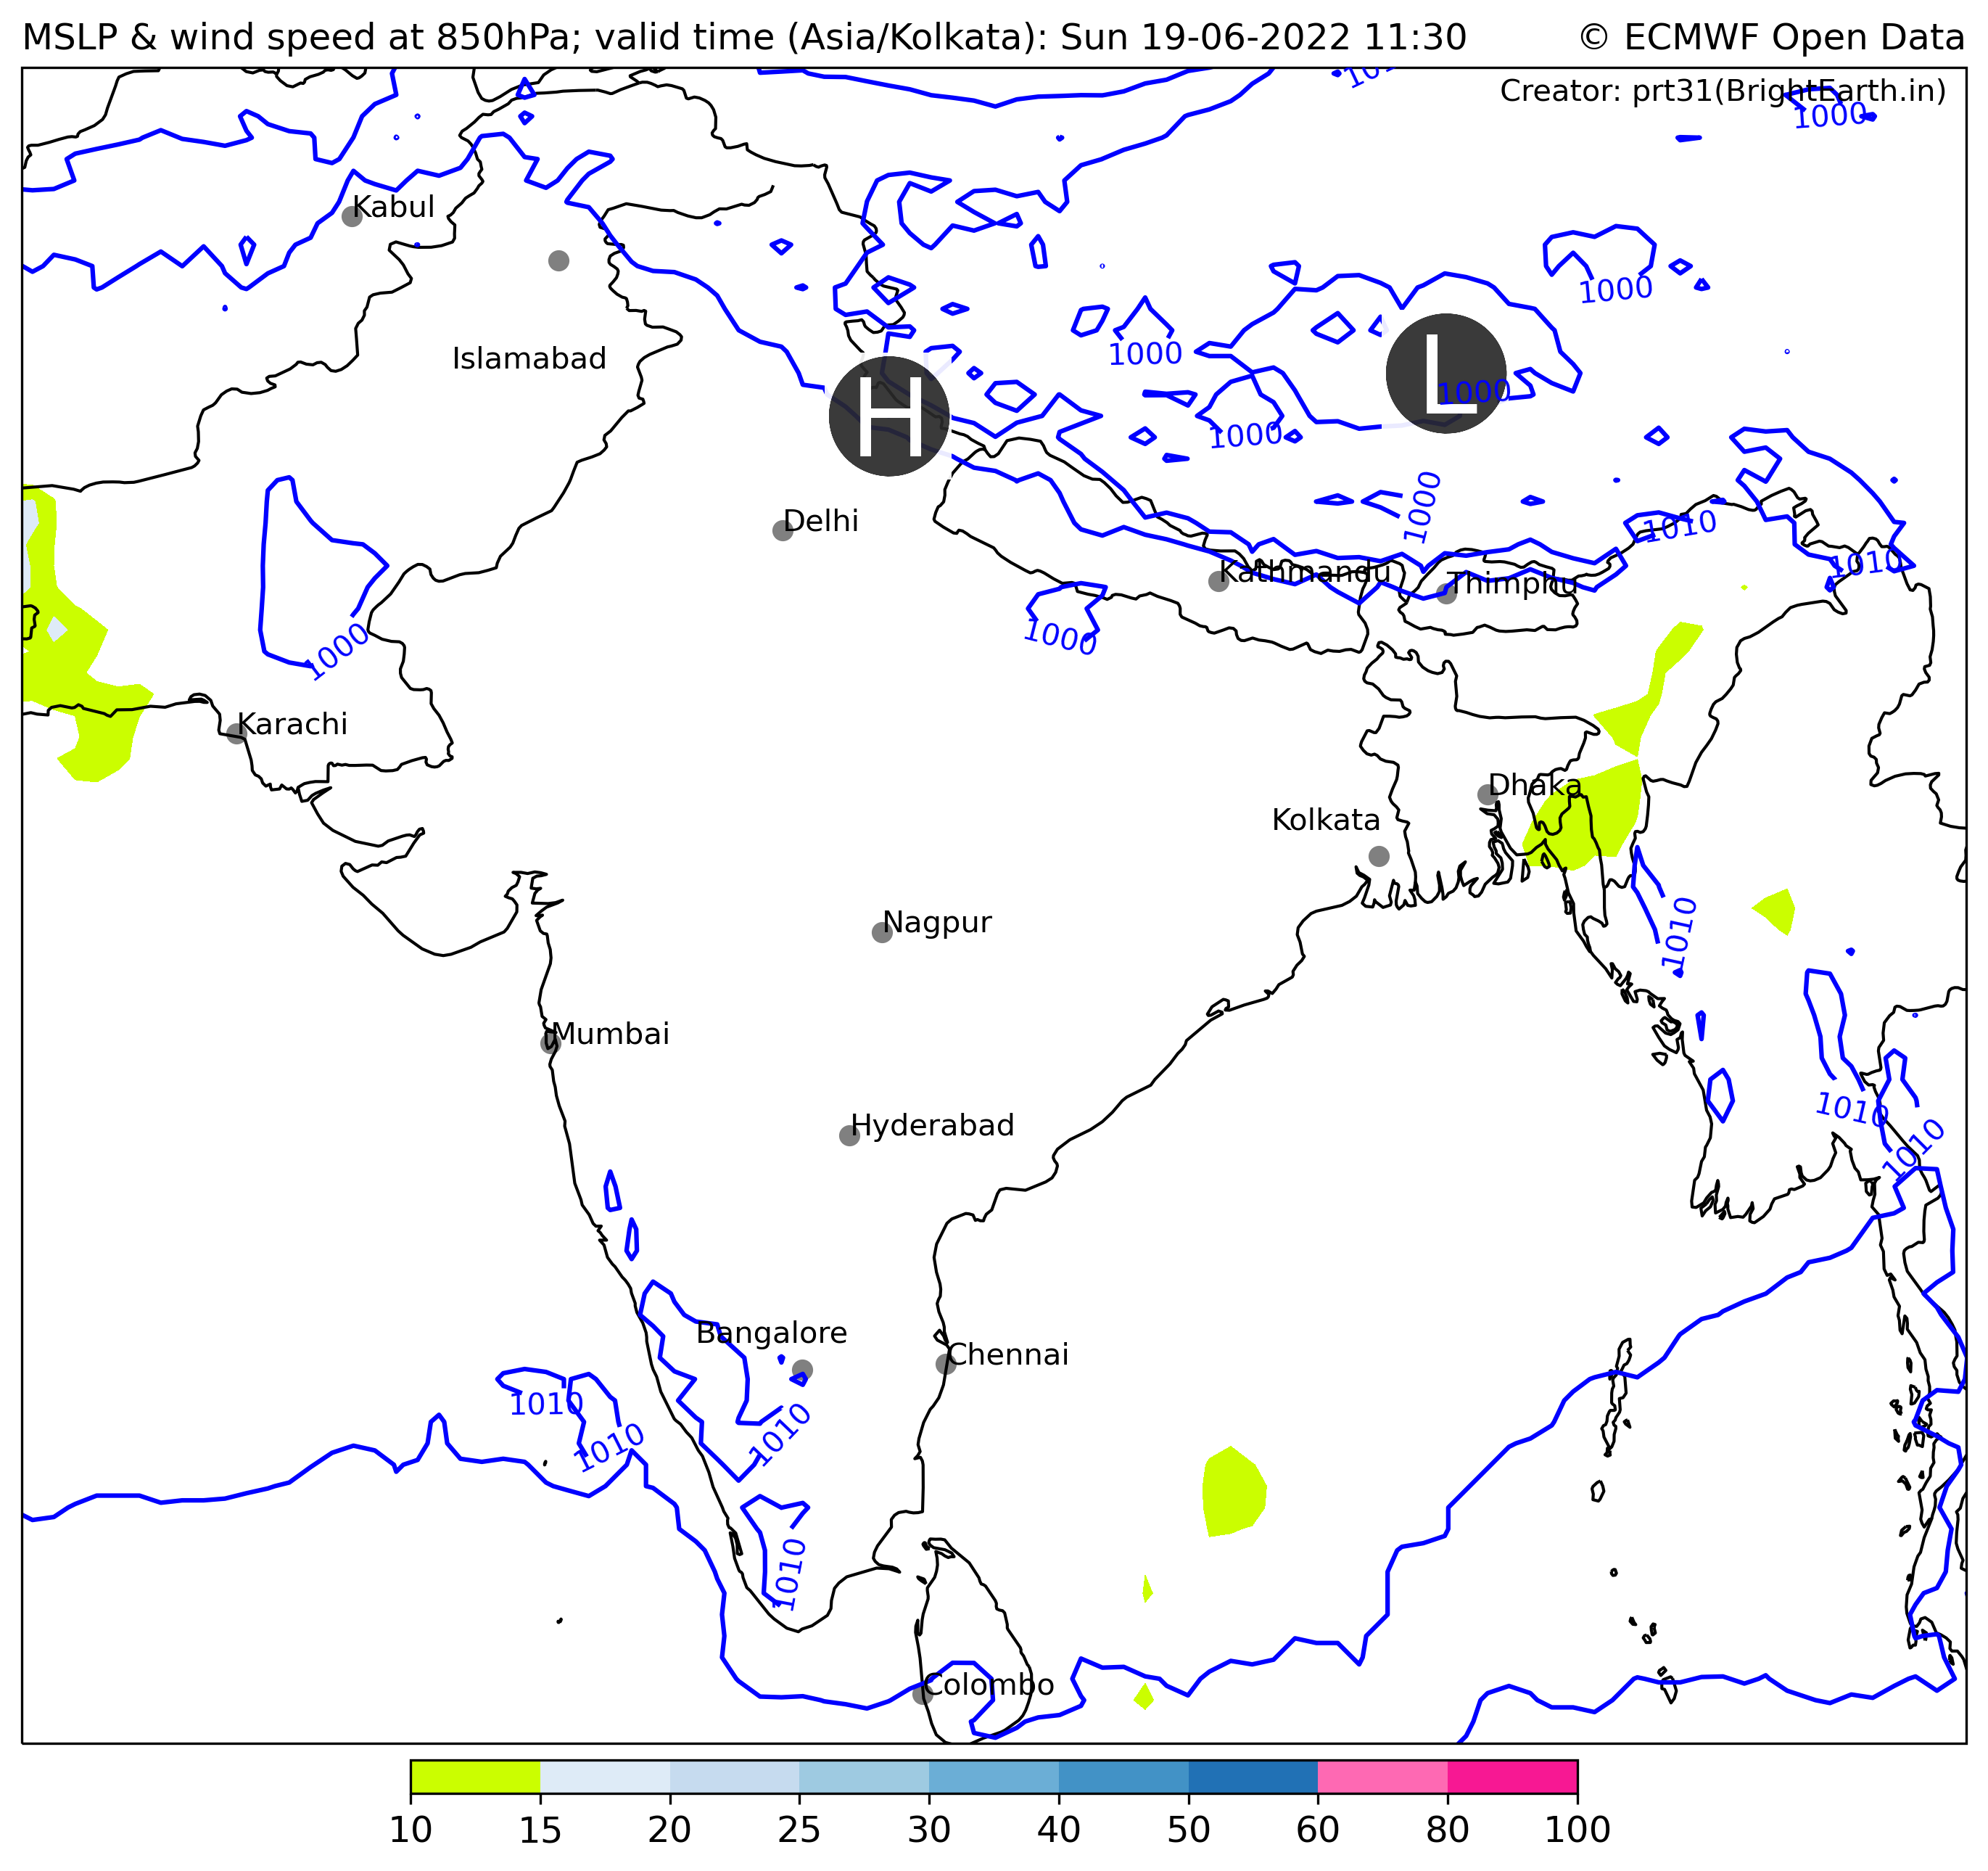 MSLP & wind speed at 850hPa; valid time (Asia/Kolkata): Sun 19-06-2022 11:30
© ECMWF Open Data
Creator: prt31(BrightEarth.in)
1000
Kabul
1000
Islamabad
1000
H
L
1000
1000
1000
Delhi
1010
1010
Kathmandu
Thimphu
1000
1000
Karachi
Dhaka
Kolkata
Nagpur
1010
Mumbai
1010
Hyderabad
1010
1010
Bangalore
Chennai
1010
1010
1010
1010
Colombo
10 15 20 25 30 40 50 60 80 100